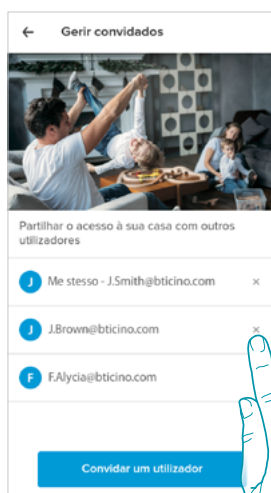 ← Gerir convidados
Partilhar o acesso à sua casa com outros
utilizadores
J Me stesso - J.Smith@bticino.com ×
J J.Brown@bticino.com ×
F F.Alycia@bticino.com
Convidar um utilizador